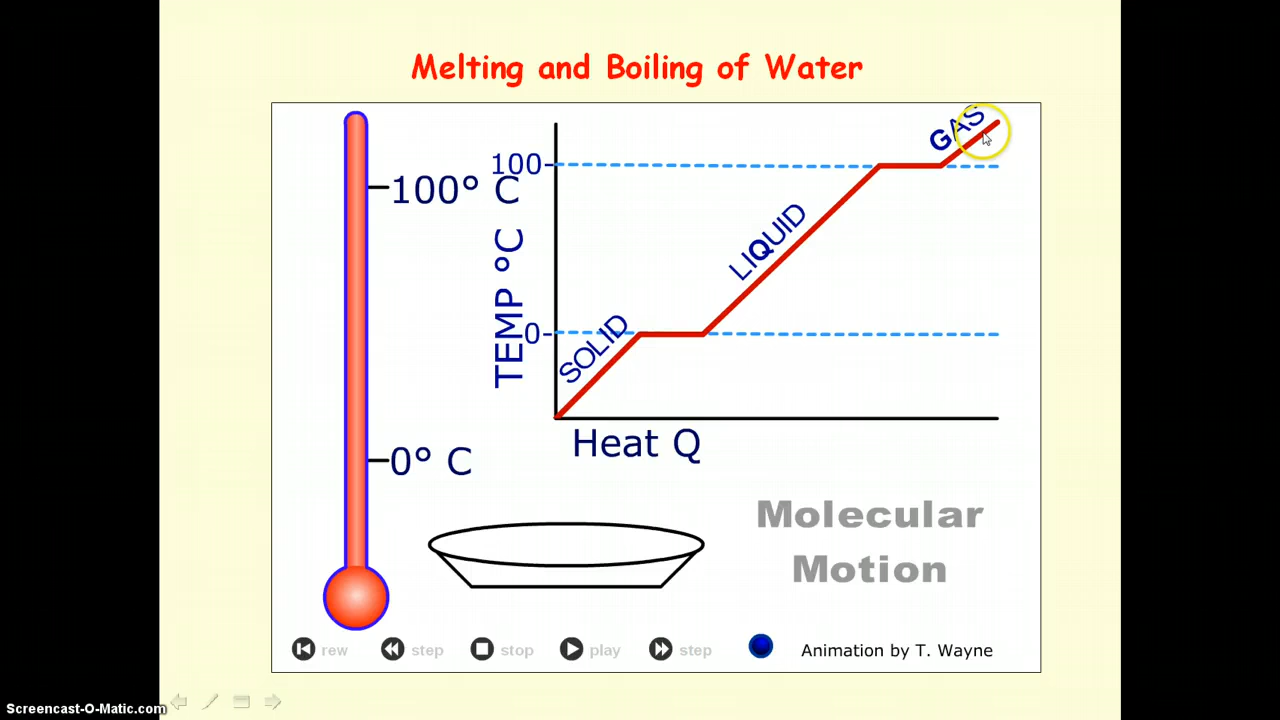 Melting and Boiling of Water
100° C
0° C
TEMP °C
100-
0-
SOLID
LIQUID
GAS
Heat Q
Molecular
Motion
rew
step
stop
play
step
Animation by T. Wayne
Screencast-O-Matic.com